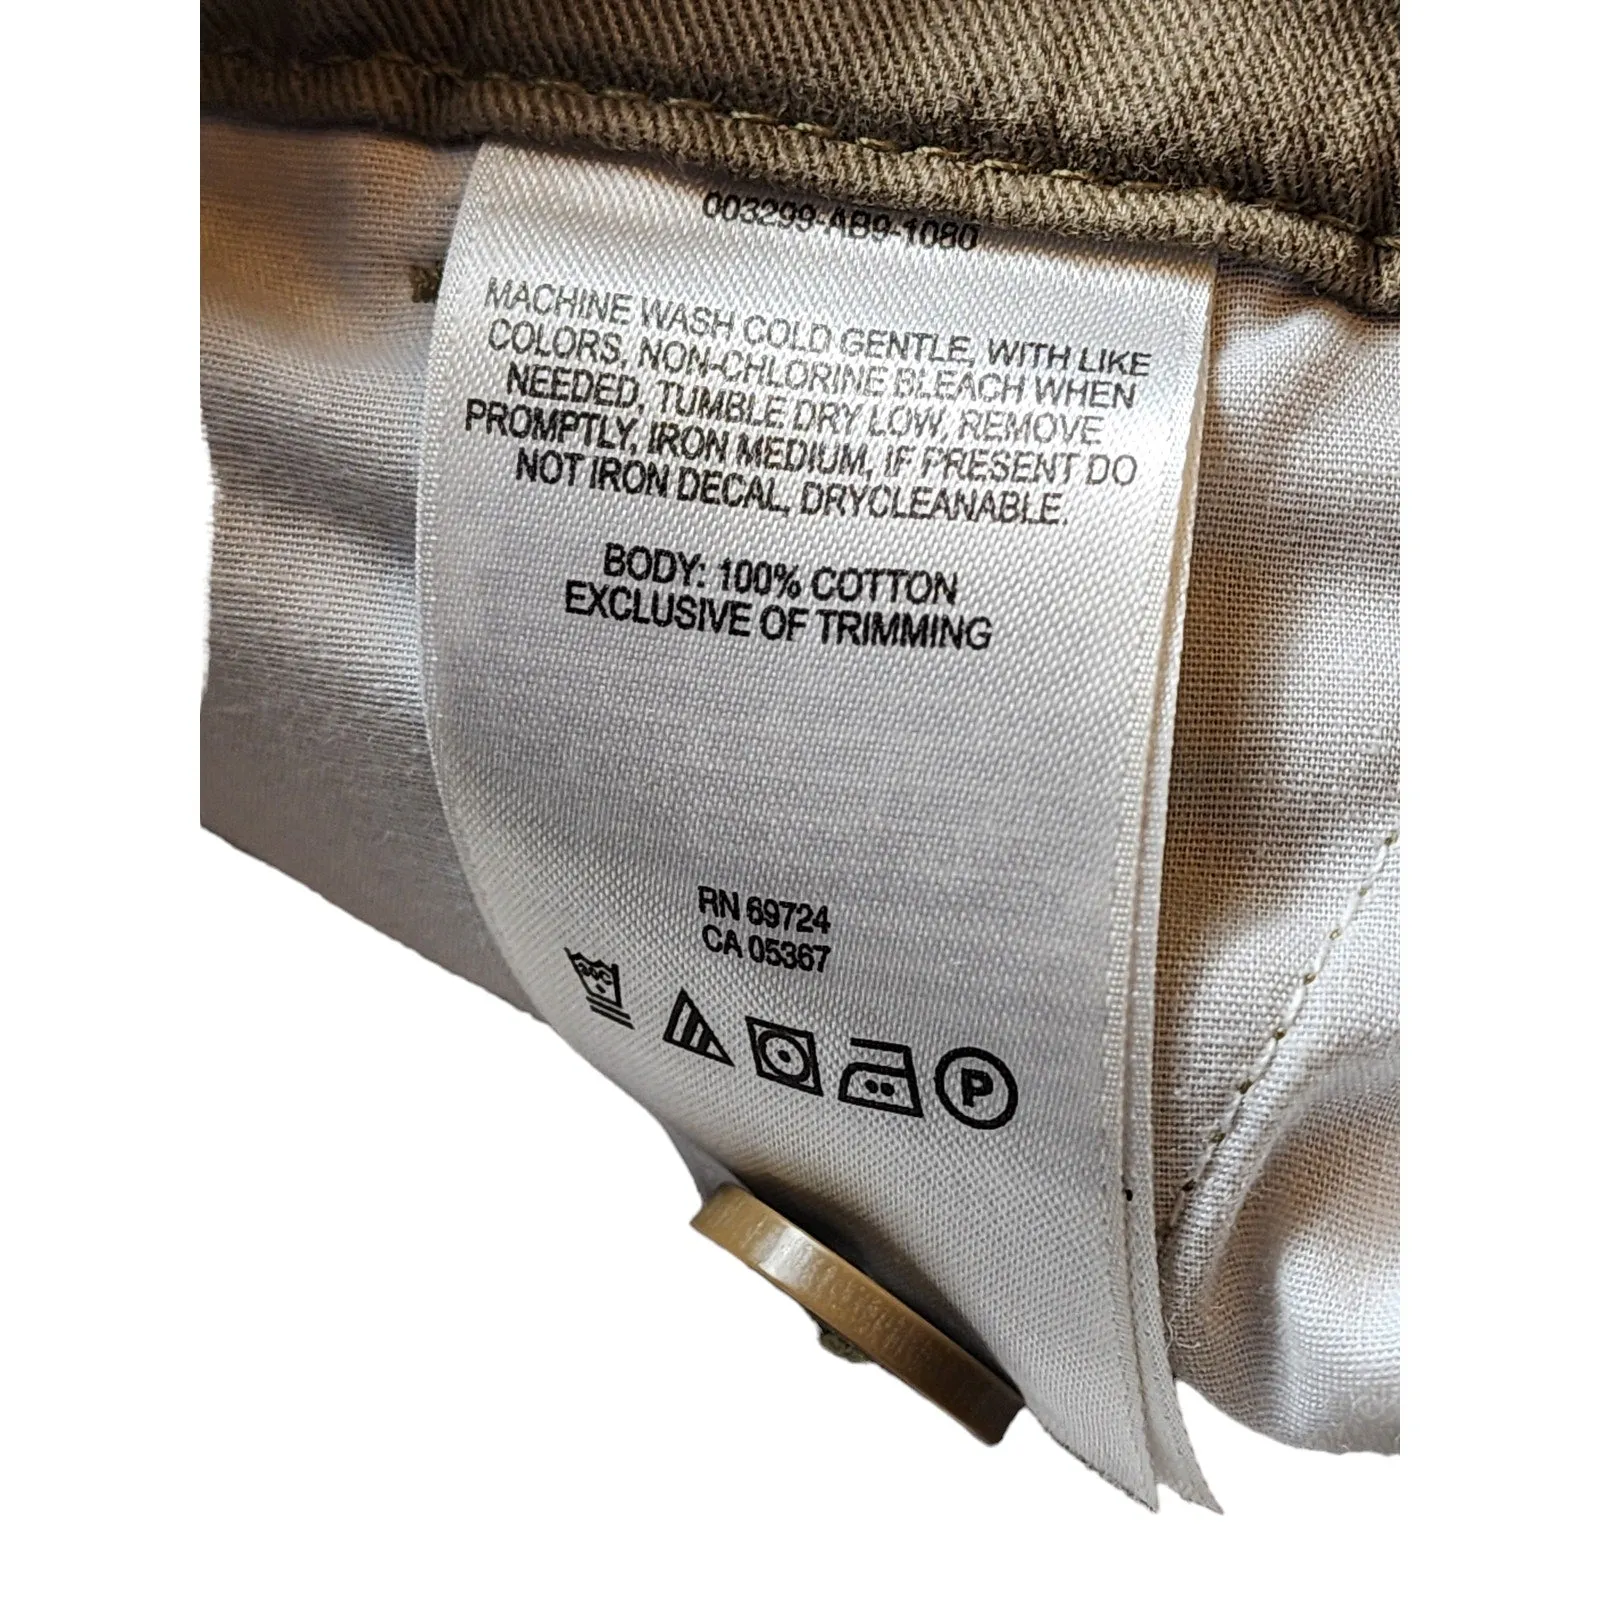 003299-AB9-1080
MACHINE WASH COLD GENTLE, WITH LIKE
COLORS, NON-CHLORINE BLEACH WHEN
NEEDED, TUMBLE DRY LOW, REMOVE
PROMPTLY, IRON MEDIUM, IF PRESENT DO
NOT IRON DECAL, DRYCLEANABLE.
BODY: 100% COTTON
EXCLUSIVE OF TRIMMING
RN 69724
CA 05367
30C
P